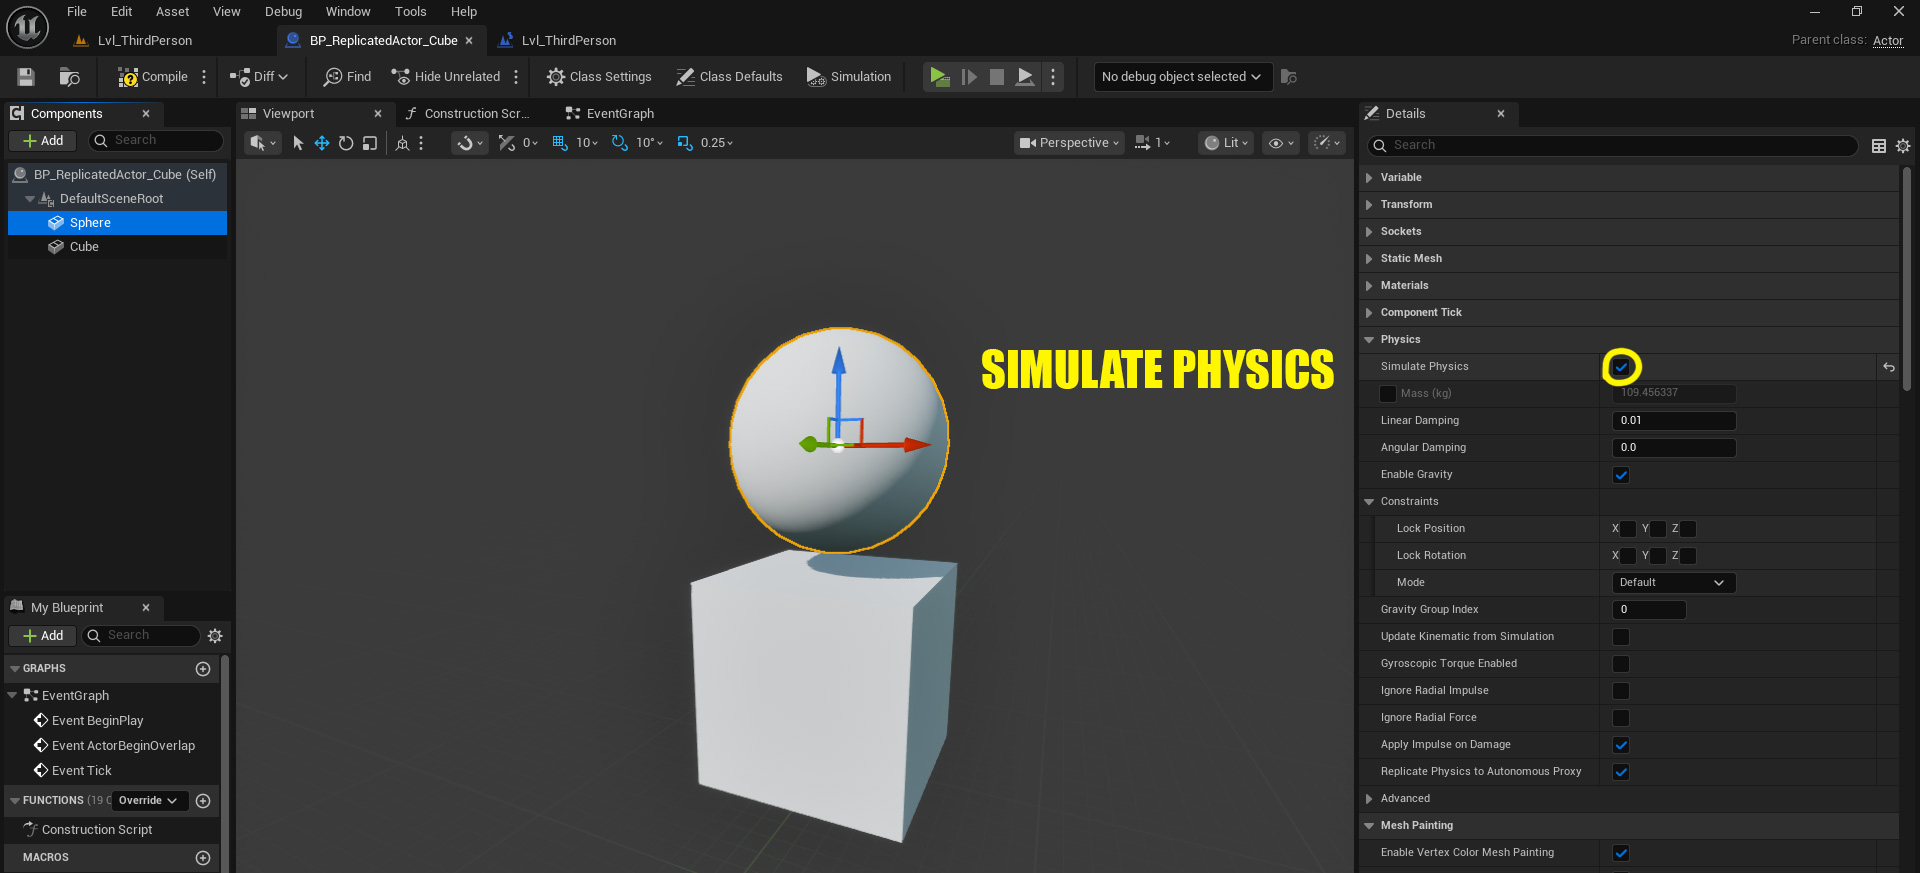 File Edit Asset View Debug Window Tools Help
Lvl_ThirdPerson BP_ReplicatedActor_Cube Lvl_ThirdPerson
Parent class: Actor
Compile Diff Find Hide Unrelated Class Settings Class Defaults Simulation No debug object selected
Components
Add Search
BP_ReplicatedActor_Cube (Self)
DefaultSceneRoot
Sphere
Cube
My Blueprint
Add Search
GRAPHS
EventGraph
Event BeginPlay
Event ActorBeginOverlap
Event Tick
FUNCTIONS (19 Override
Construction Script
MACROS
Viewport Construction Scr... EventGraph
0 10 10° 0.25 Perspective 1 Lit
SIMULATE PHYSICS
Details
Search
Variable
Transform
Sockets
Static Mesh
Materials
Component Tick
Physics
Simulate Physics
Mass (kg) 109.456337
Linear Damping 0.01
Angular Damping 0.0
Enable Gravity
Constraints
Lock Position X Y Z
Lock Rotation X Y Z
Mode Default
Gravity Group Index 0
Update Kinematic from Simulation
Gyroscopic Torque Enabled
Ignore Radial Impulse
Ignore Radial Force
Apply Impulse on Damage
Replicate Physics to Autonomous Proxy
Advanced
Mesh Painting
Enable Vertex Color Mesh Painting